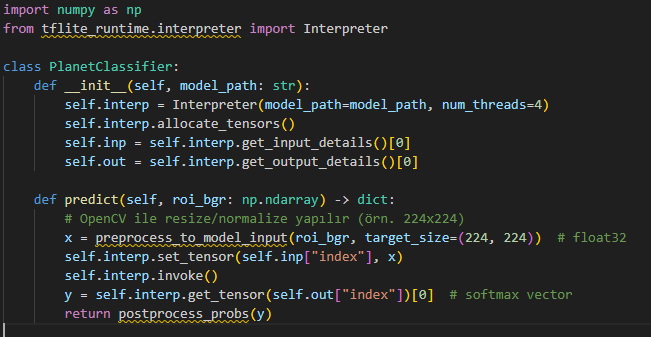 import numpy as np
from tflite_runtime.interpreter import Interpreter
class PlanetClassifier:
    def __init__(self, model_path: str):
        self.interp = Interpreter(model_path=model_path, num_threads=4)
        self.interp.allocate_tensors()
        self.inp = self.interp.get_input_details()[0]
        self.out = self.interp.get_output_details()[0]
    def predict(self, roi_bgr: np.ndarray) -> dict:
        # OpenCV ile resize/normalize yapılır (örn. 224x224)
        x = preprocess_to_model_input(roi_bgr, target_size=(224, 224))  # float32
        self.interp.set_tensor(self.inp["index"], x)
        self.interp.invoke()
        y = self.interp.get_tensor(self.out["index"])[0]  # softmax vector
        return postprocess_probs(y)